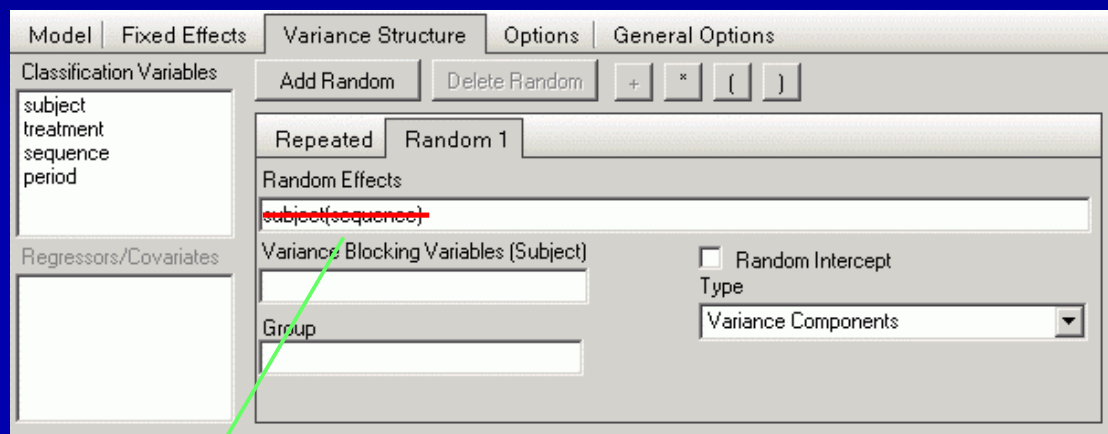 Model Fixed Effects Variance Structure Options General Options
Classification Variables
subject
treatment
sequence
period
Regressors/Covariates
Add Random Delete Random + * ( )
Repeated Random 1
Random Effects
subject(sequence)
Variance Blocking Variables (Subject)
Group
Random Intercept
Type
Variance Components